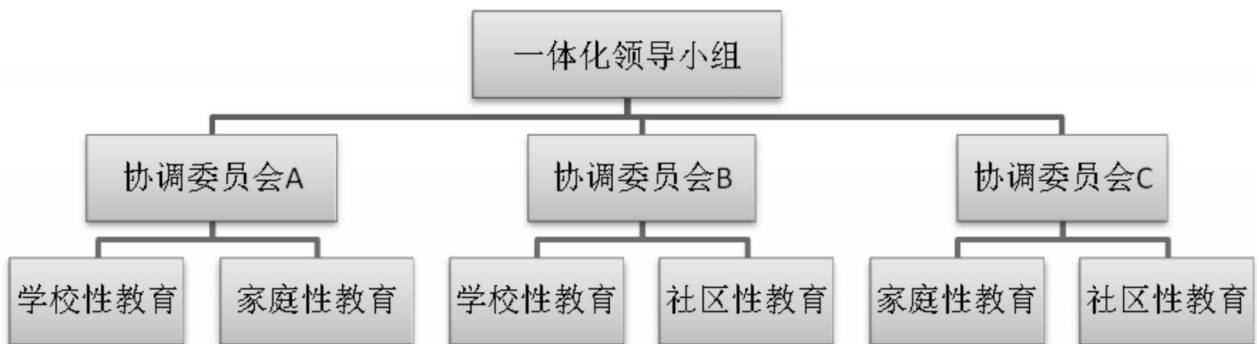 一体化领导小组
协调委员会A
协调委员会B
协调委员会C
学校性教育
家庭性教育
学校性教育
社区性教育
家庭性教育
社区性教育